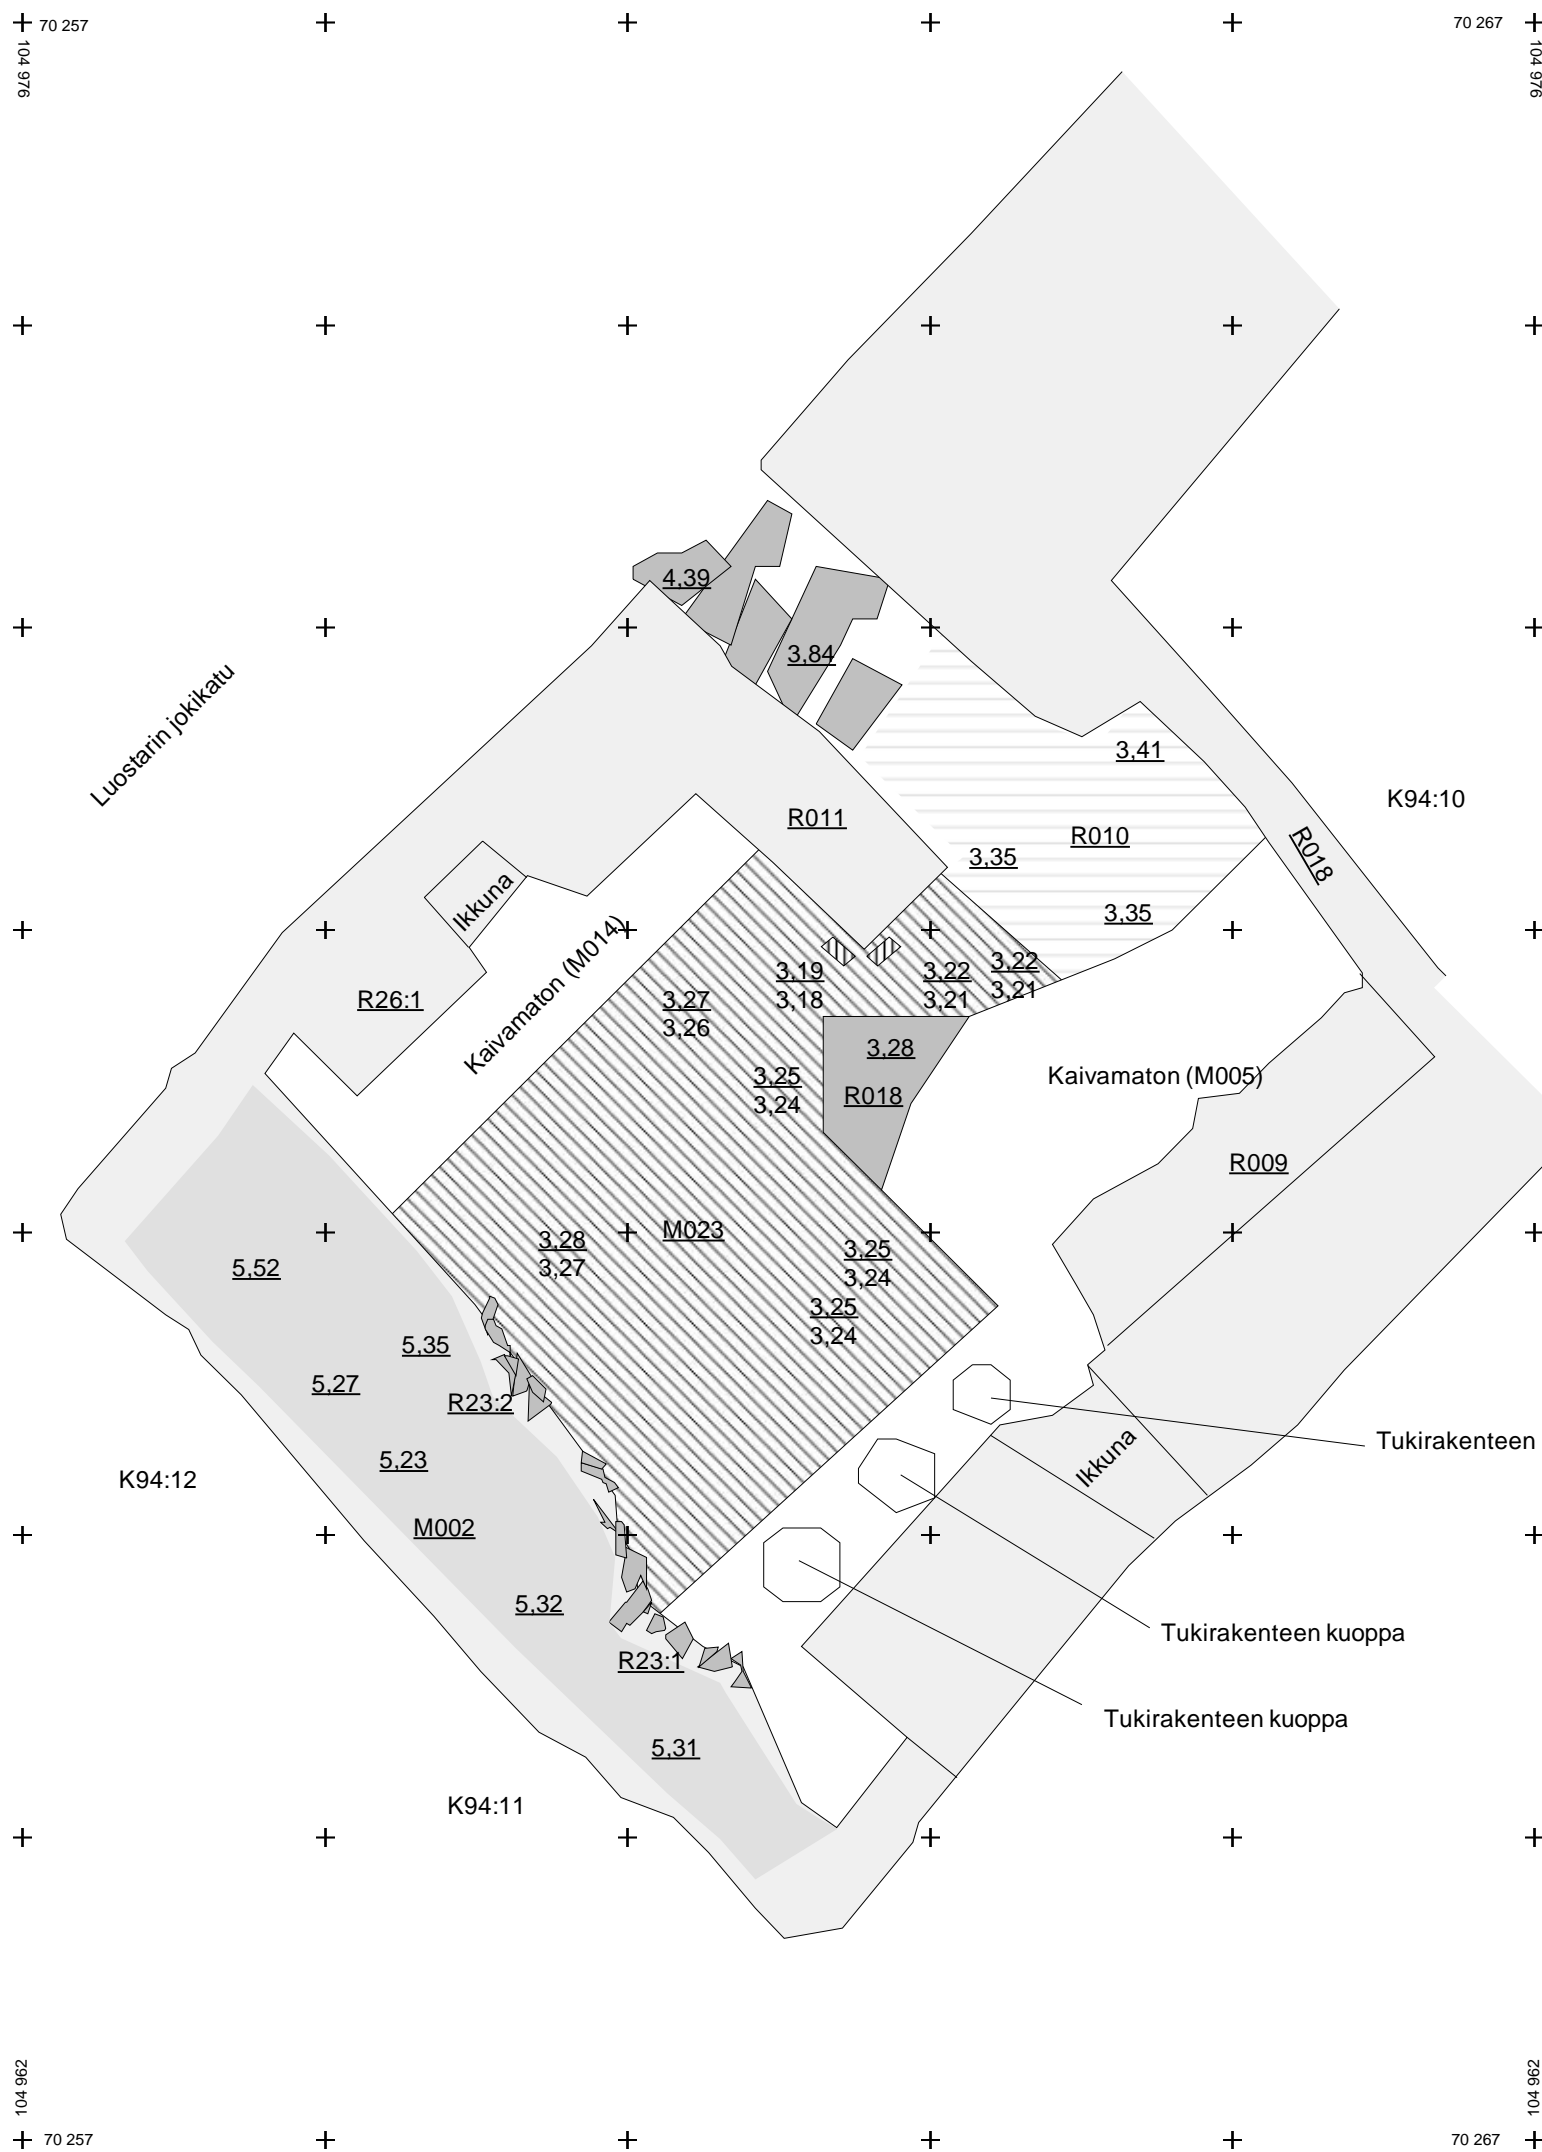 70 257
70 267
104 976
104 976
4,39
3,84
Luostarin jokikatu
3,41
K94:10
R011
R010
3,35
R018
Ikkuna
3,35
Kaivamaton (M014)
3,19
3,18
3,22
3,21
3,22
3,21
R26:1
3,27
3,26
3,28
3,25
3,24
R018
Kaivamaton (M005)
R009
M023
3,28
3,27
3,25
3,24
5,52
3,25
3,24
5,35
5,27
R23:2
Tukirakenteen
Ikkuna
5,23
K94:12
M002
5,32
Tukirakenteen kuoppa
R23:1
Tukirakenteen kuoppa
5,31
K94:11
104 962
104 962
70 257
70 267